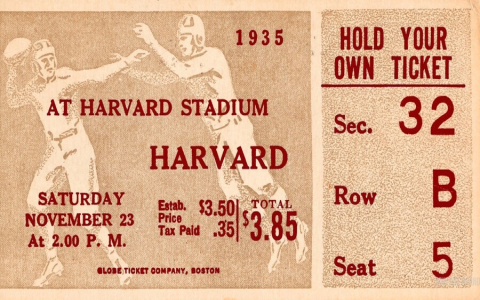 1935
AT HARVARD STADIUM
HARVARD
SATURDAY
NOVEMBER 23
At 2.00 P. M.
Estab. Price $3.50
Tax Paid .35
TOTAL
$3.85
GLOBE TICKET COMPANY, BOSTON
HOLD YOUR
OWN TICKET
Sec. 32
Row B
Seat 5